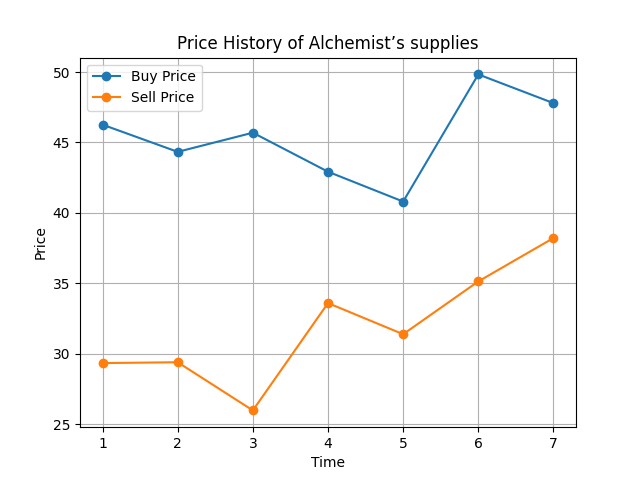 Price History of Alchemist’s supplies
Buy Price
Sell Price
50
45
40
35
30
25
Price
1 2 3 4 5 6 7
Time